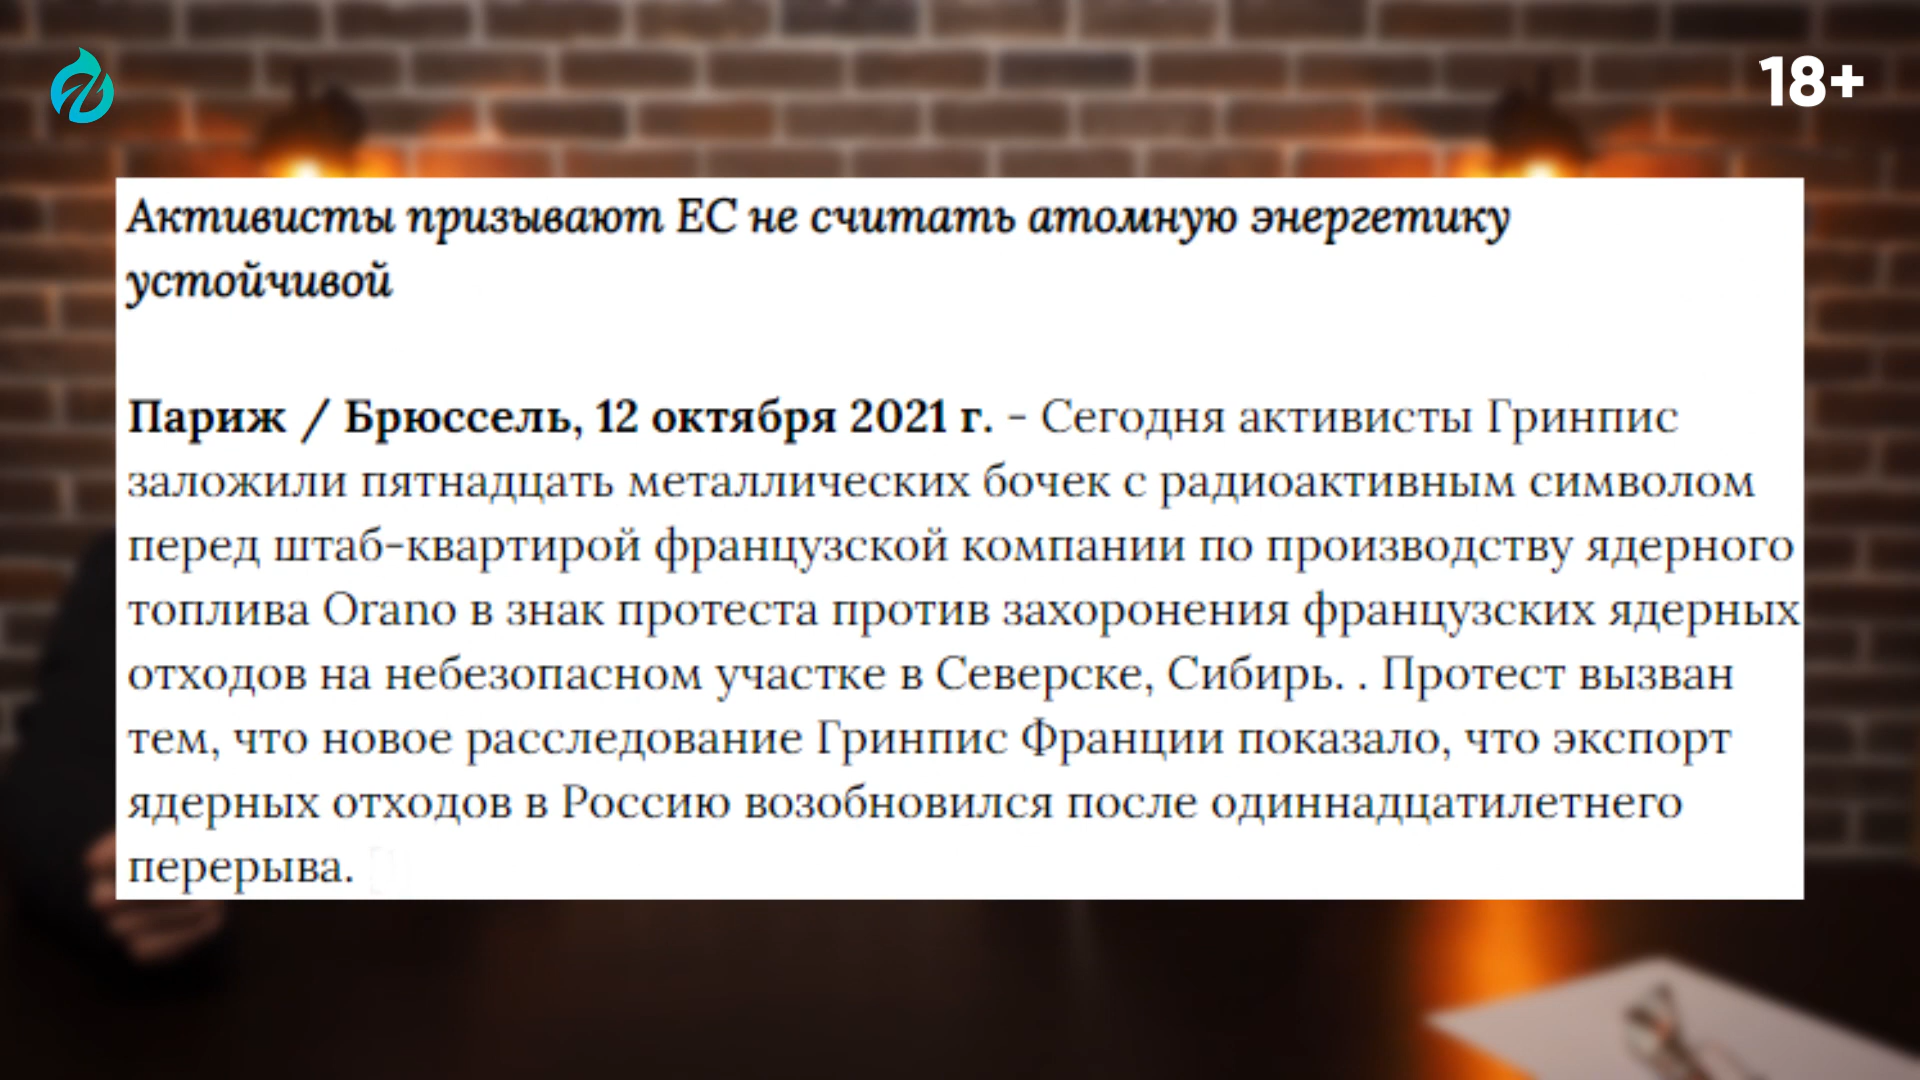 18+
Активисты призывают ЕС не считать атомную энергетику
устойчивой
Париж / Брюссель, 12 октября 2021 г. - Сегодня активисты Гринпис
заложили пятнадцать металлических бочек с радиоактивным символом
перед штаб-квартирой французской компании по производству ядерного
топлива Orano в знак протеста против захоронения французских ядерных
отходов на небезопасном участке в Северске, Сибирь. . Протест вызван
тем, что новое расследование Гринпис Франции показало, что экспорт
ядерных отходов в Россию возобновился после одиннадцатилетнего
перерыва.